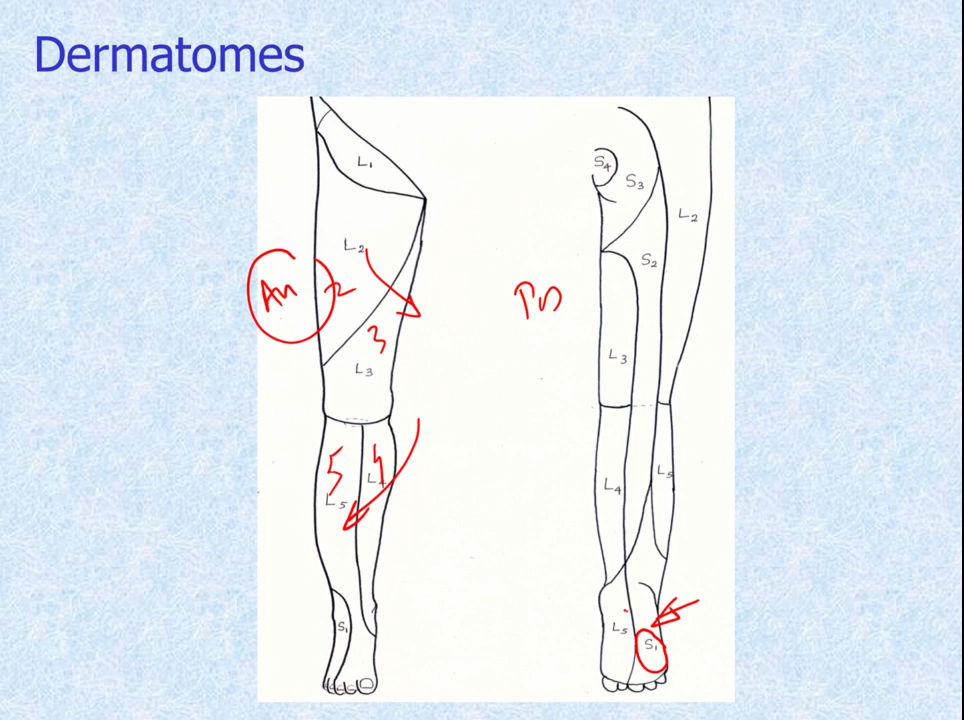 Dermatomes
L₁
L₂
An 2
3
L₃
5 4
L₅ L₄
S₁
S₄
S₃
L₂
S₂
Pos
L₃
L₄ L₅
L₅
S₁